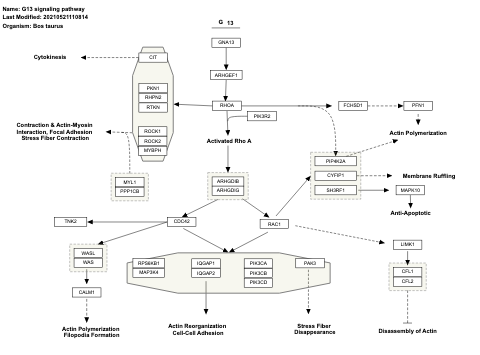 Name: G13 signaling pathway
Last Modified: 20210521110814
Organism: Bos taurus
G 13
GNA13
Cytokinesis
CIT
ARHGEF1
PKN1
RHPN2
RTKN
RHOA
FCHSD1
PFN1
PIK3R2
Contraction & Actin-Myosin
Interaction, Focal Adhesion
Stress Fiber Contraction
ROCK1
ROCK2
MYBPH
Activated Rho A
Actin Polymerization
PIP4K2A
CYFIP1
Membrane Ruffling
SH3RF1
MAPK10
MYL1
PPP1CB
ARHGDIB
ARHGDIG
Anti-Apoptic
TNK2
CDC42
RAC1
LIMK1
WASL
WAS
RPS6KB1
MAP3K4
IQGAP1
IQGAP2
PIK3CA
PIK3CB
PIK3CD
PAK3
CFL1
CFL2
CALM1
Actin Polymerization
Filopodia Formation
Actin Reorganization
Cell-Cell Adhesion
Stress Fiber
Disappearance
Disassembly of Actin